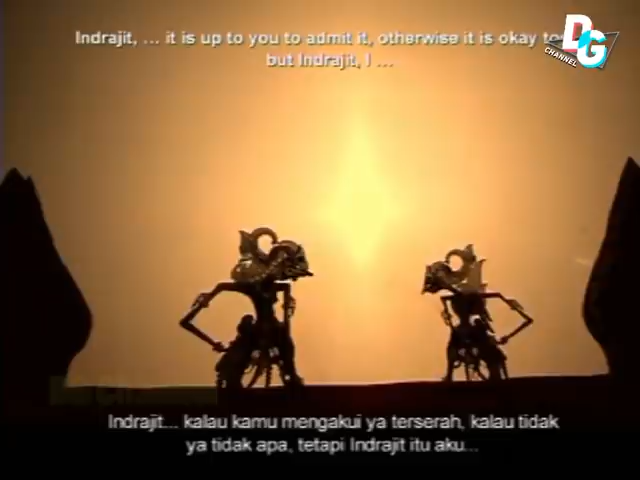 Indrajit, ... it is up to you to admit it, otherwise it is okay
but Indrajit, I ...
DG
CHANNEL
Indrajit... kalau kamu mengakui ya terserah, kalau tidak
ya tidak apa, tetapi Indrajit itu aku...